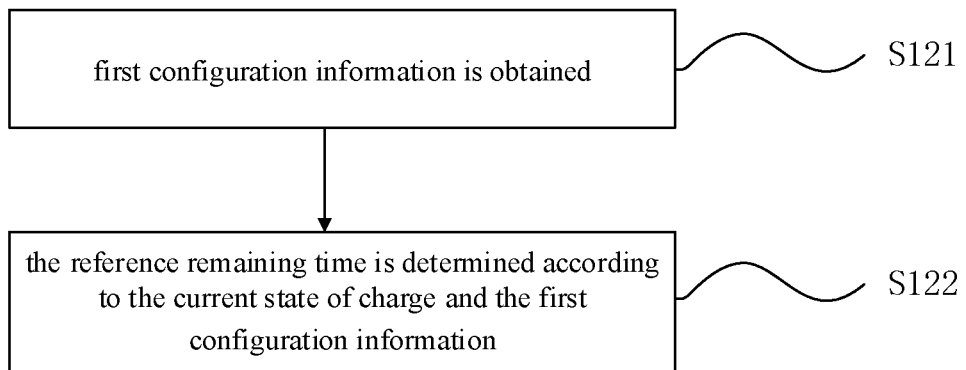 first configuration information is obtained
S121
the reference remaining time is determined according
to the current state of charge and the first
configuration information
S122